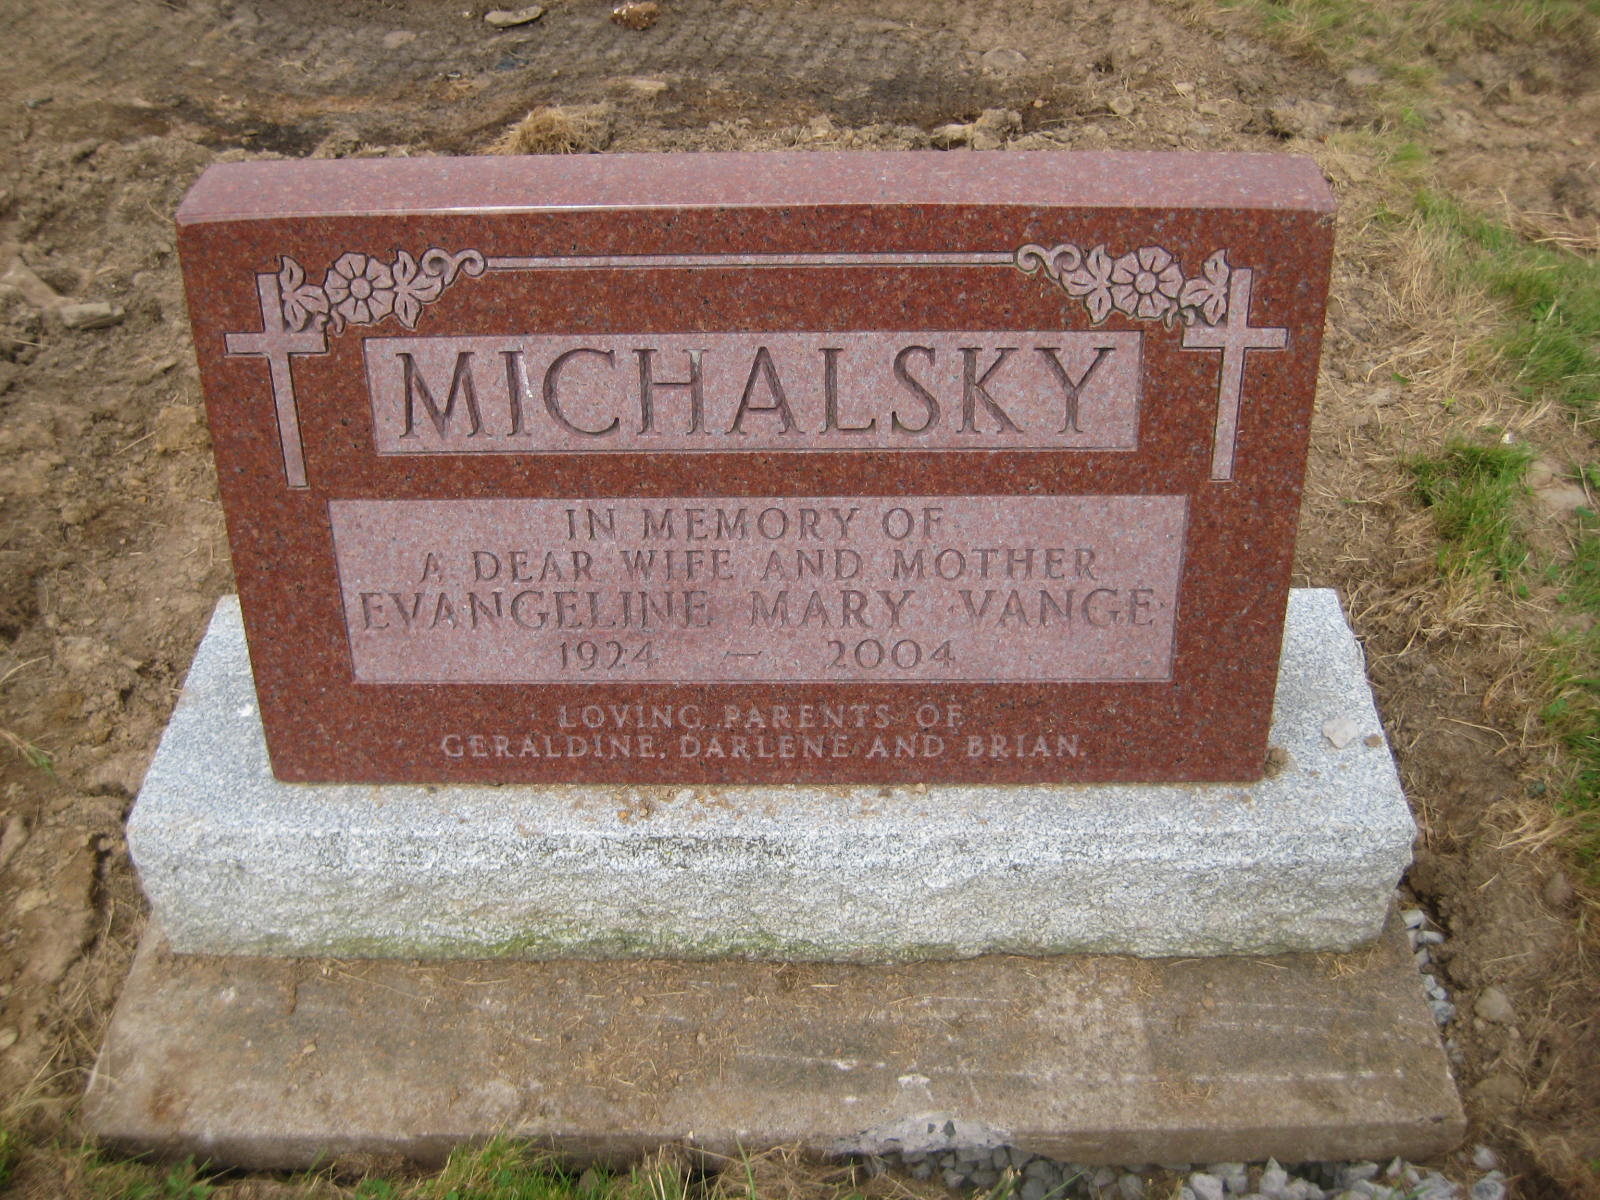 MICHALSKY
IN MEMORY OF
A DEAR WIFE AND MOTHER
EVANGELINE MARY "VANGE"
1924 — 2004
LOVING PARENTS OF
GERALDINE, DARLENE AND BRIAN.